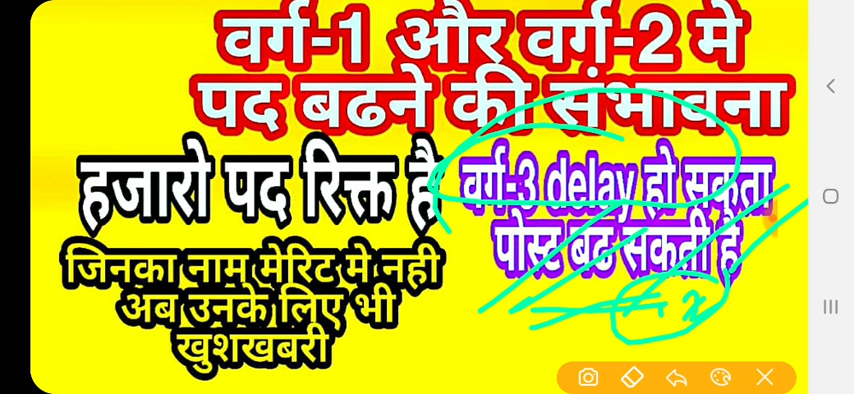 वर्ग-1 और वर्ग-2 मे
पद बढने की संभावना
हजारो पद रिक्त है
वर्ग-3 delay हो सकता
पोस्ट बढ सकती है
जिनका नाम मेरिट मे नही
अब उनके लिए भी
खुशखबरी